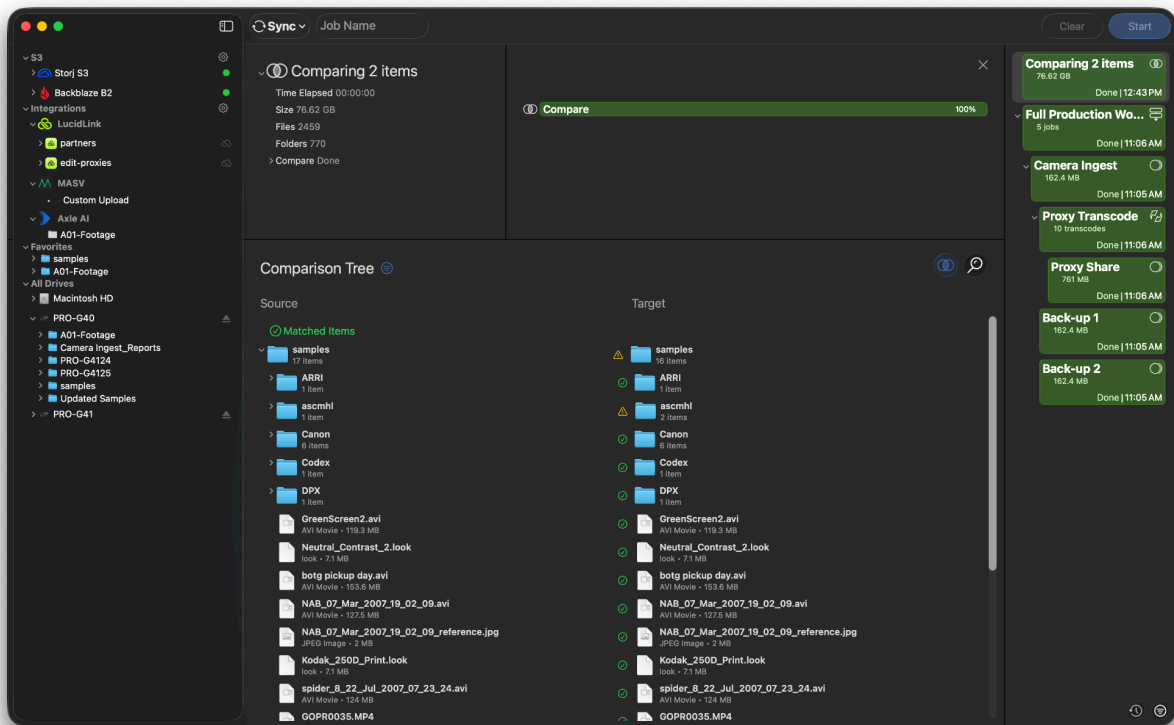 Sync
Job Name
Clear
Start
S3
Storj S3
Backblaze B2
Integrations
LucidLink
partners
edit-proxies
MASV
Custom Upload
Axle AI
A01-Footage
Favorites
samples
A01-Footage
All Drives
Macintosh HD
PRO-G40
A01-Footage
Camera Ingest_Reports
PRO-G4124
PRO-G4125
samples
Updated Samples
PRO-G41
Comparing 2 items
Time Elapsed 00:00:00
Size 76.62 GB
Files 2459
Folders 770
Compare Done
Compare
100%
Comparison Tree
Source
Target
Matched Items
samples
17 items
samples
16 items
ARRI
1 item
ARRI
1 item
ascmhl
1 item
ascmhl
2 items
Canon
6 items
Canon
6 items
Codex
1 item
Codex
1 item
DPX
1 item
DPX
1 item
GreenScreen2.avi
AVI Movie • 119.3 MB
GreenScreen2.avi
AVI Movie • 119.3 MB
Neutral_Contrast_2.look
look • 7.1 MB
Neutral_Contrast_2.look
look • 7.1 MB
botg pickup day.avi
AVI Movie • 153.6 MB
botg pickup day.avi
AVI Movie • 153.6 MB
NAB_07_Mar_2007_19_02_09.avi
AVI Movie • 127.5 MB
NAB_07_Mar_2007_19_02_09.avi
AVI Movie • 127.5 MB
NAB_07_Mar_2007_19_02_09_reference.jpg
JPEG Image • 2 MB
NAB_07_Mar_2007_19_02_09_reference.jpg
JPEG Image • 2 MB
Kodak_250D_Print.look
look • 7.1 MB
Kodak_250D_Print.look
look • 7.1 MB
spider_8_22_Jul_2007_07_23_24.avi
AVI Movie • 124 MB
spider_8_22_Jul_2007_07_23_24.avi
AVI Movie • 124 MB
GOPR0035.MP4
GOPR0035.MP4
Comparing 2 items
76.62 GB
Done | 12:43 PM
Full Production Wo...
5 jobs
Done | 11:06 AM
Camera Ingest
162.4 MB
Done | 11:05 AM
Proxy Transcode
10 transcodes
Done | 11:06 AM
Proxy Share
761 MB
Done | 11:06 AM
Back-up 1
162.4 MB
Done | 11:05 AM
Back-up 2
162.4 MB
Done | 11:05 AM